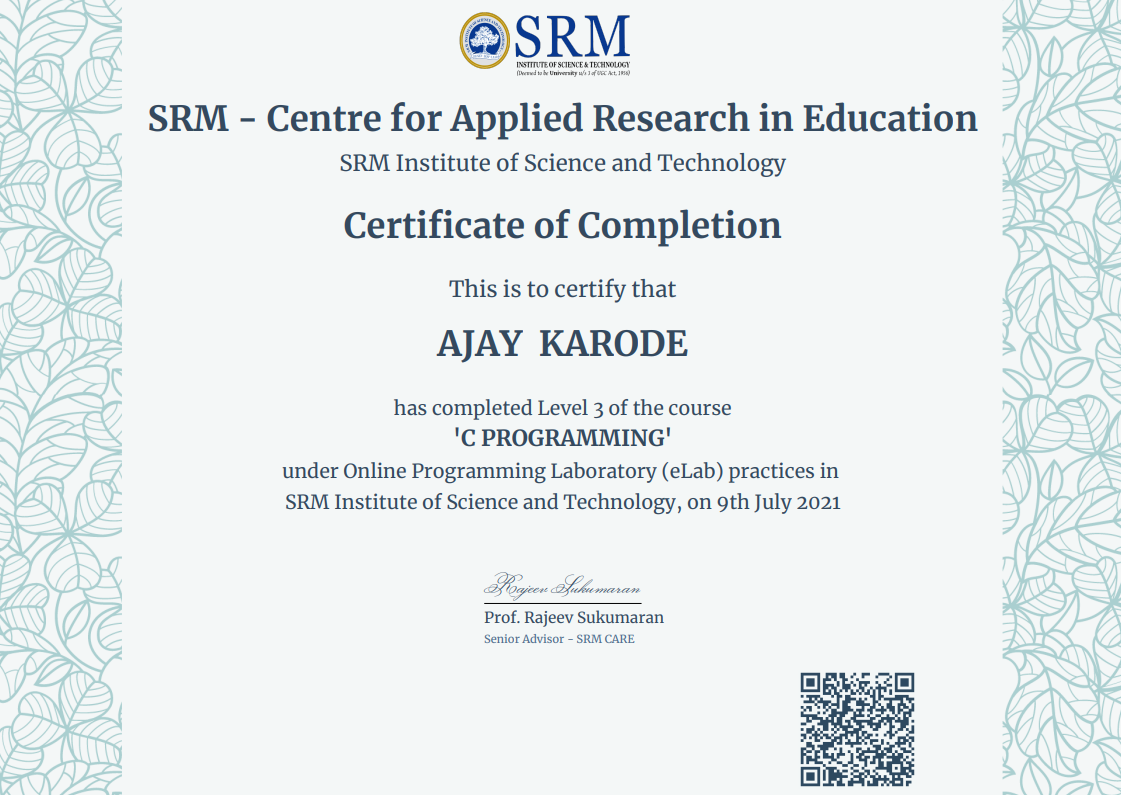 SRM
INSTITUTE OF SCIENCE & TECHNOLOGY
(Deemed to be University u/s 3 of UGC Act, 1956)
SRM - Centre for Applied Research in Education
SRM Institute of Science and Technology
Certificate of Completion
This is to certify that
AJAY KARODE
has completed Level 3 of the course
'C PROGRAMMING'
under Online Programming Laboratory (eLab) practices in
SRM Institute of Science and Technology, on 9th July 2021
Rajeev Sukumaran
Prof. Rajeev Sukumaran
Senior Advisor - SRM CARE